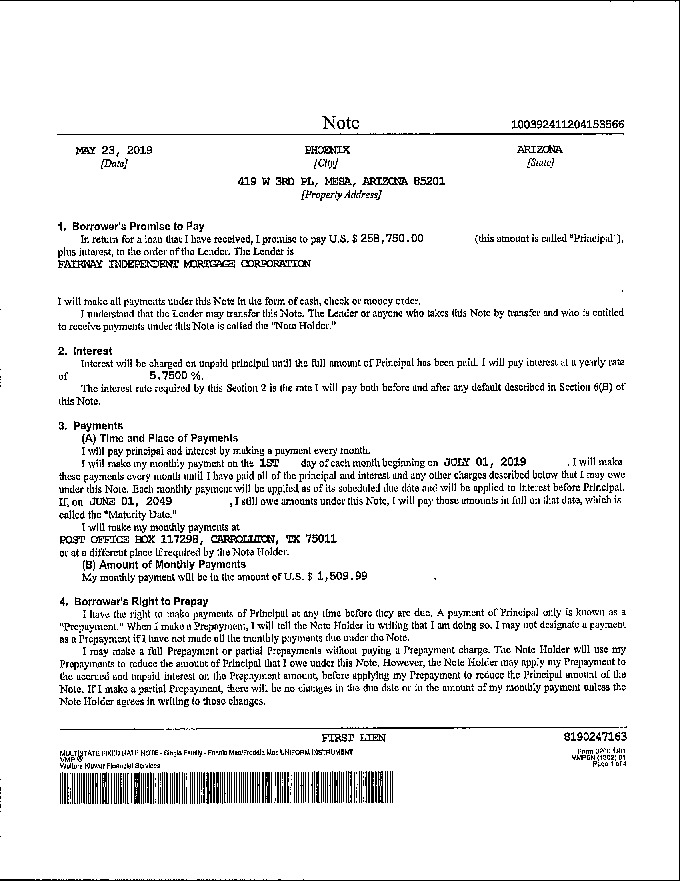 Note 100392411204153566
MAY 23, 2019 PHOENIX ARIZONA
[Date] [City] [State]
419 W 3RD PL, MESA, ARIZONA 85201
[Property Address]
1. Borrower's Promise to Pay
In return for a loan that I have received, I promise to pay U.S. $ 258,750.00 (this amount is called "Principal"),
plus interest, to the order of the Lender. The Lender is
FAIRWAY INDEPENDENT MORTGAGE CORPORATION
I will make all payments under this Note in the form of cash, check or money order.
I understand that the Lender may transfer this Note. The Lender or anyone who takes this Note by transfer and who is entitled
to receive payments under this Note is called the "Note Holder."
2. Interest
Interest will be charged on unpaid principal until the full amount of Principal has been paid. I will pay interest at a yearly rate
of 5.7500 %.
The interest rate required by this Section 2 is the rate I will pay both before and after any default described in Section 6(B) of
this Note.
3. Payments
(A) Time and Place of Payments
I will pay principal and interest by making a payment every month.
I will make my monthly payment on the 1ST day of each month beginning on JULY 01, 2019 . I will make
these payments every month until I have paid all of the principal and interest and any other charges described below that I may owe
under this Note. Each monthly payment will be applied as of its scheduled due date and will be applied to interest before Principal.
If, on JUNE 01, 2049 , I still owe amounts under this Note, I will pay those amounts in full on that date, which is
called the "Maturity Date."
I will make my monthly payments at
POST OFFICE BOX 117298, CARROLLTON, TX 75011
or at a different place if required by the Note Holder.
(B) Amount of Monthly Payments
My monthly payment will be in the amount of U.S. $ 1,509.99 .
4. Borrower's Right to Prepay
I have the right to make payments of Principal at any time before they are due. A payment of Principal only is known as a
"Prepayment." When I make a Prepayment, I will tell the Note Holder in writing that I am doing so. I may not designate a payment
as a Prepayment if I have not made all the monthly payments due under the Note.
I may make a full Prepayment or partial Prepayments without paying a Prepayment charge. The Note Holder will use my
Prepayments to reduce the amount of Principal that I owe under this Note. However, the Note Holder may apply my Prepayment to
the accrued and unpaid interest on the Prepayment amount, before applying my Prepayment to reduce the Principal amount of the
Note. If I make a partial Prepayment, there will be no changes in the due date or in the amount of my monthly payment unless the
Note Holder agrees in writing to those changes.
FIRST LIEN 8190247163
MULTISTATE FIXED RATE NOTE - Single Family - Fannie Mae/Freddie Mac UNIFORM INSTRUMENT Form 3200 1/01
VMP ® VMP5N (1302).01
Wolters Kluwer Financial Services Page 1 of 4